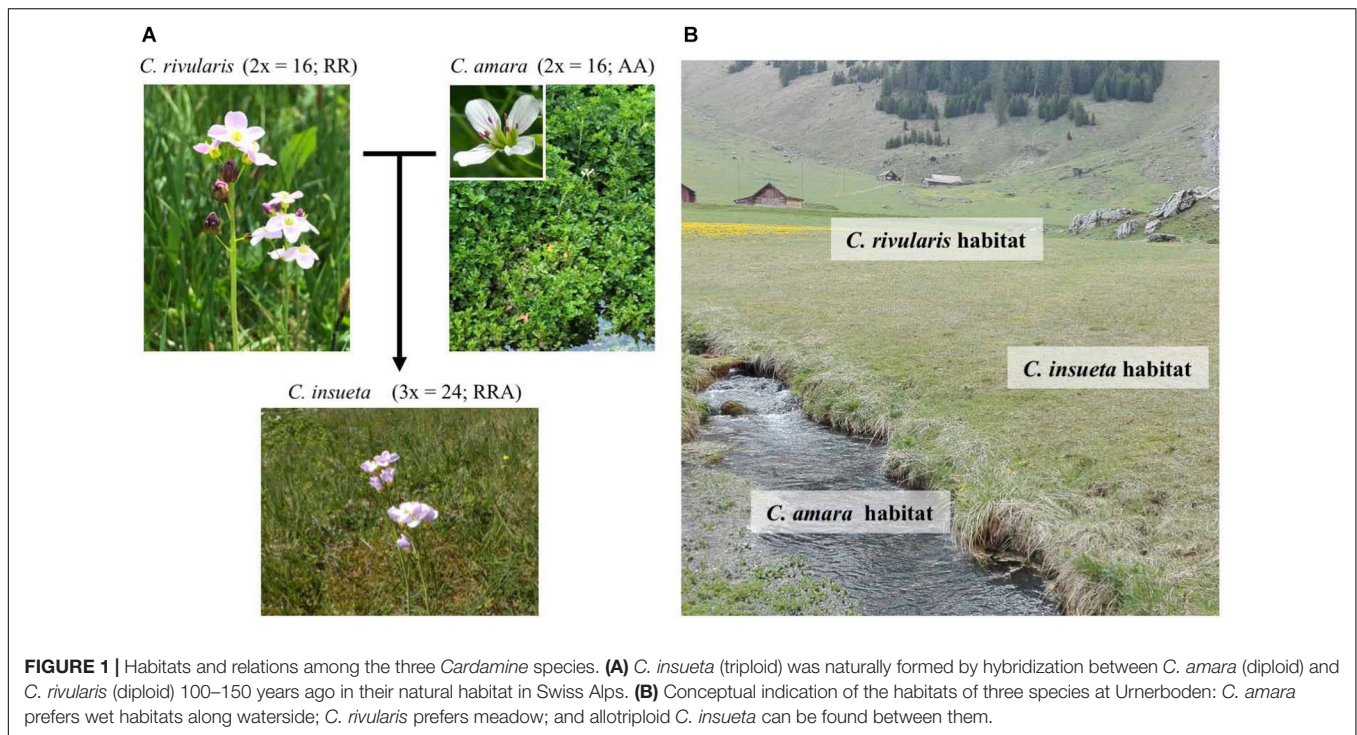 A
C. rivularis (2x = 16; RR)
C. amara (2x = 16; AA)
C. insueta (3x = 24; RRA)
B
C. rivularis habitat
C. insueta habitat
C. amara habitat
FIGURE 1 | Habitats and relations among the three Cardamine species. (A) C. insueta (triploid) was naturally formed by hybridization between C. amara (diploid) and
C. rivularis (diploid) 100–150 years ago in their natural habitat in Swiss Alps. (B) Conceptual indication of the habitats of three species at Urnerboden: C. amara
prefers wet habitats along waterside; C. rivularis prefers meadow; and allotriploid C. insueta can be found between them.